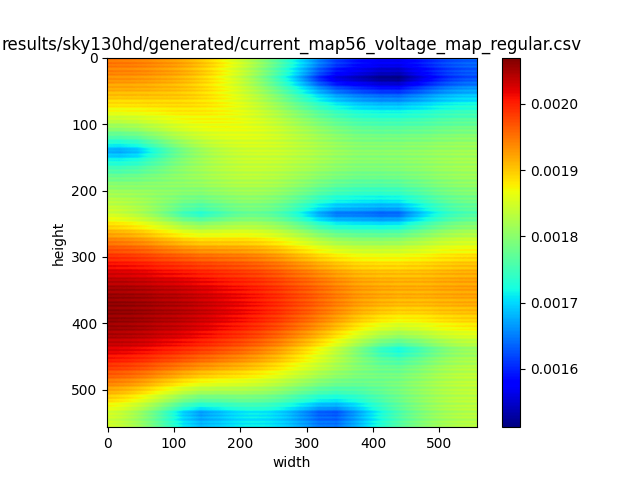 results/sky130hd/generated/current_map56_voltage_map_regular.csv
0
100
200
300
400
500
height
0 100 200 300 400 500
width
0.0020
0.0019
0.0018
0.0017
0.0016